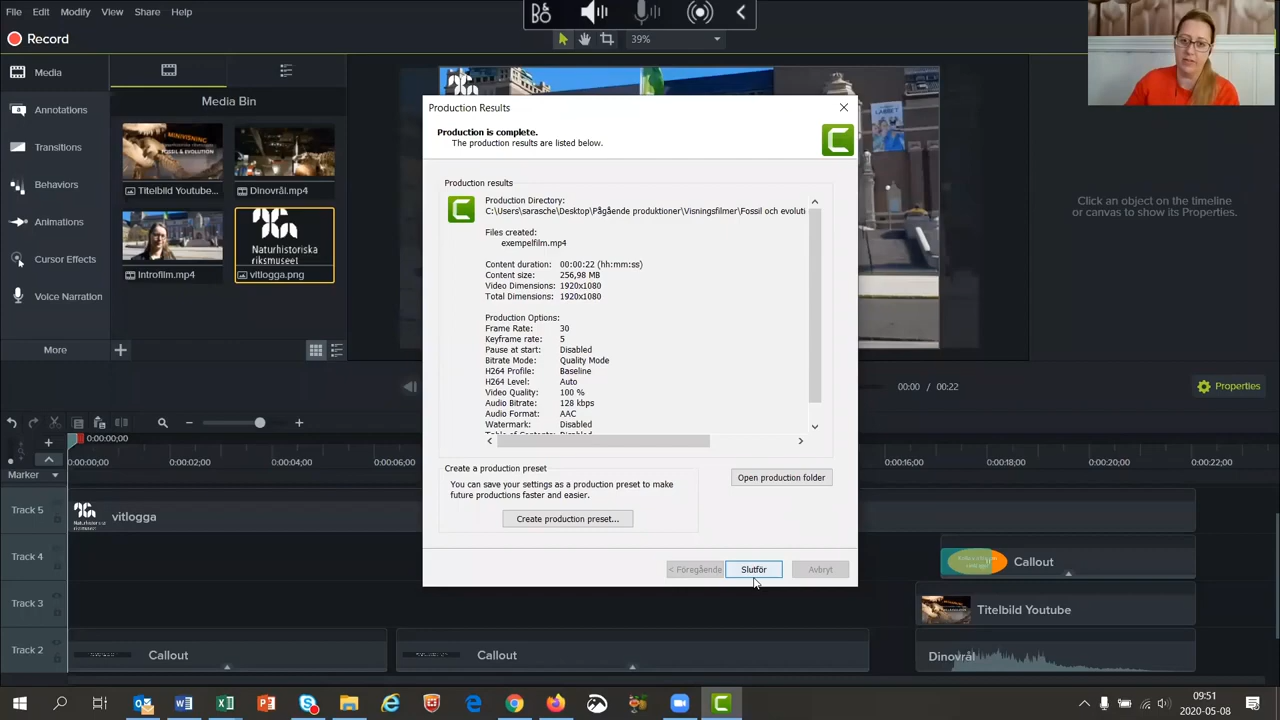 File Edit Modify View Share Help
Record
39%
Media
Annotations
Transitions
Behaviors
Animations
Cursor Effects
Voice Narration
More
Media Bin
MINIVISNING
FOSSIL & EVOLUTION
Titelbild Youtube...
Dinovrål.mp4
Introfilm.mp4
Naturhistoriska
riksmuseet
vitlogga.png
LABBET
Production Results
Production is complete.
The production results are listed below.
Production results
Production Directory:
C:\Users\sarasche\Desktop\Pågående produktioner\Visningsfilmer\Fossil och evoluti
Files created:
exempelfilm.mp4
Content duration: 00:00:22 (hh:mm:ss)
Content size: 256,98 MB
Video Dimensions: 1920x1080
Total Dimensions: 1920x1080
Production Options:
Frame Rate: 30
Keyframe rate: 5
Pause at start: Disabled
Bitrate Mode: Quality Mode
H264 Profile: Baseline
H264 Level: Auto
Video Quality: 100 %
Audio Bitrate: 128 kbps
Audio Format: AAC
Watermark: Disabled
Table of Contents: Disabled
Create a production preset
You can save your settings as a production preset to make
future productions faster and easier.
Create production preset...
Open production folder
< Föregående Slutför Avbryt
Click an object on the timeline
or canvas to show its Properties.
00:00 / 00:22
Properties
0:00:00;00
0:00:00;00 0:00:02;00 0:00:04;00 0:00:06;00 0:00:16;00 0:00:18;00 0:00:20;00 0:00:22;00
Marker
Track 5 vitlogga
Track 4 Callout
Track 3 Titelbild Youtube
Track 2 Callout Callout Dinovrål
09:51
2020-05-08